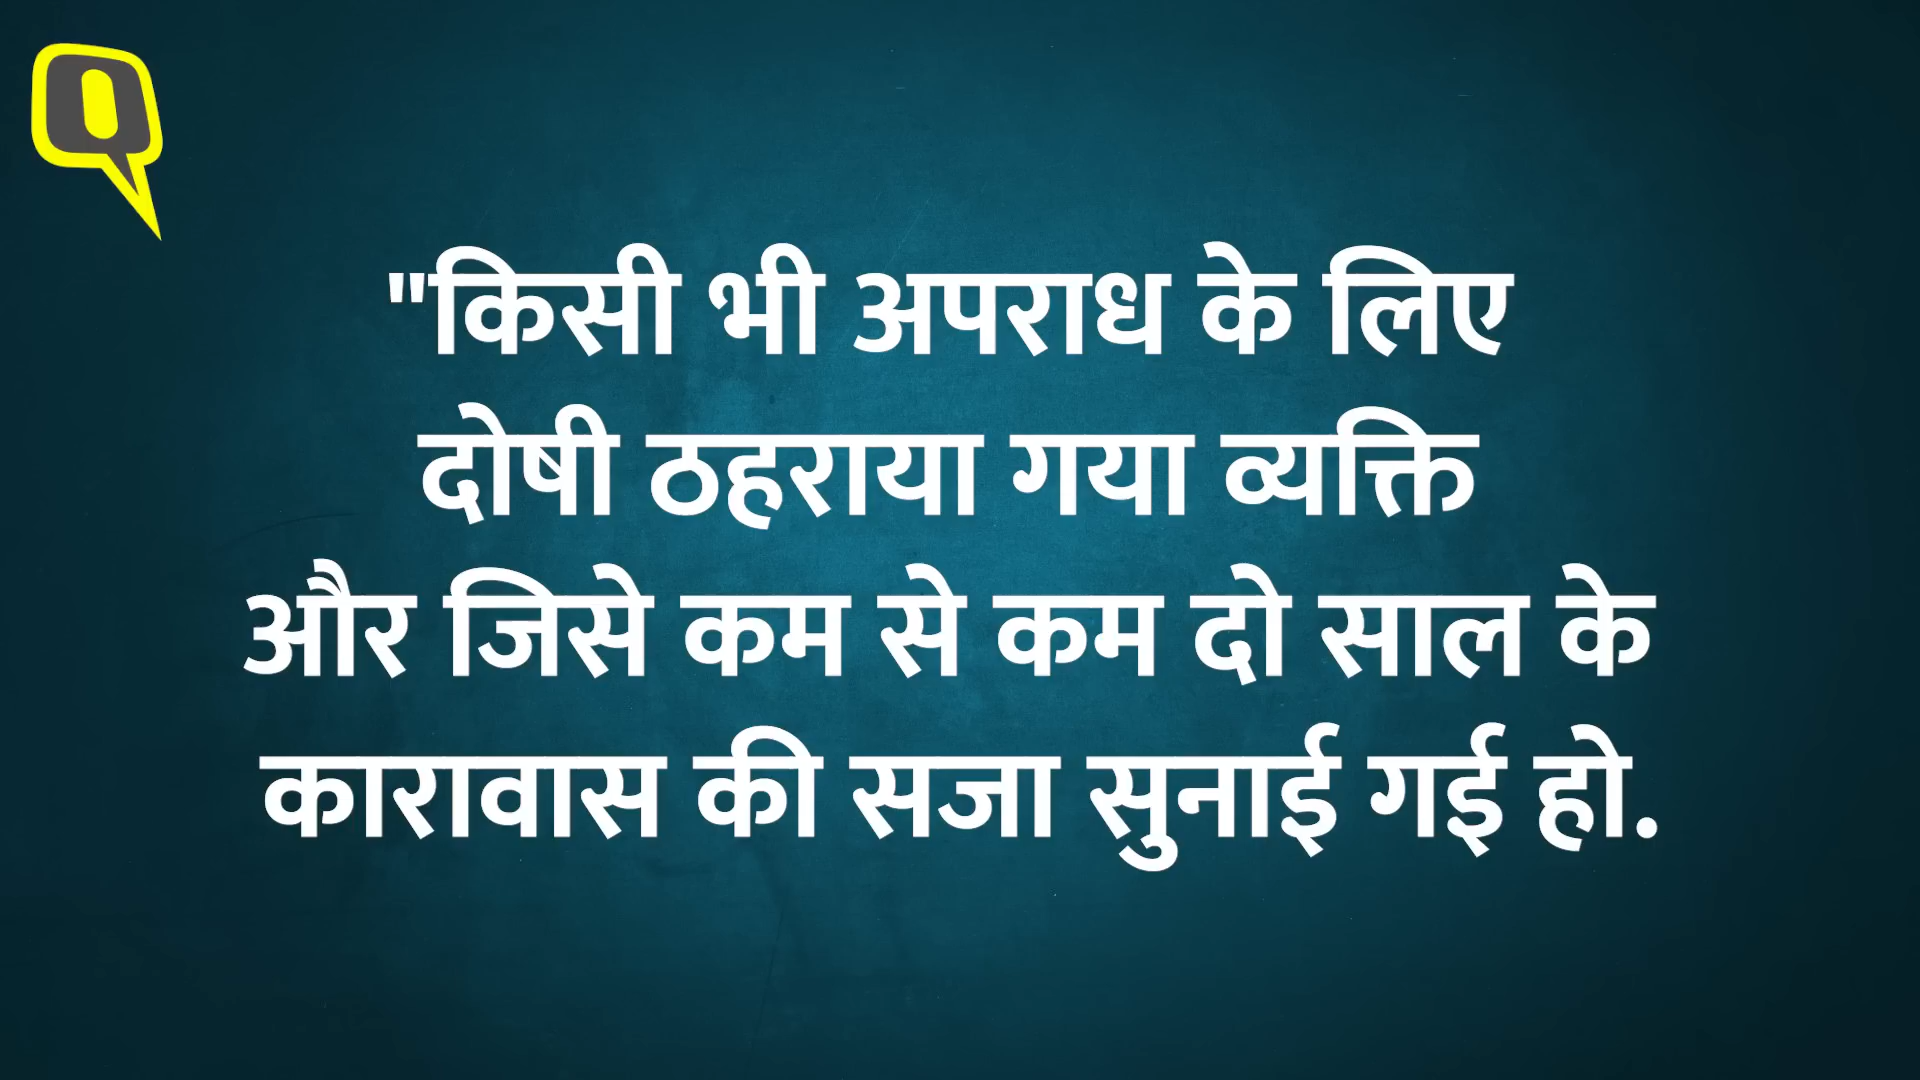 "किसी भी अपराध के लिए
दोषी ठहराया गया व्यक्ति
और जिसे कम से कम दो साल के
कारावास की सजा सुनाई गई हो.